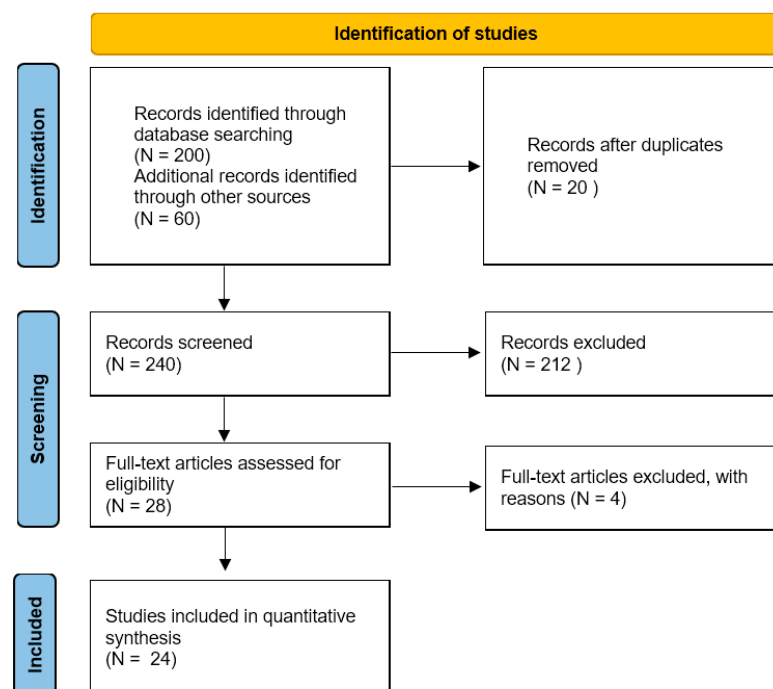 Identification of studies
Identification
Records identified through
database searching
(N = 200)
Additional records identified
through other sources
(N = 60)
Records after duplicates
removed
(N = 20 )
Screening
Records screened
(N = 240)
Records excluded
(N = 212 )
Full-text articles assessed for
eligibility
(N = 28)
Full-text articles excluded, with
reasons (N = 4)
Included
Studies included in quantitative
synthesis
(N =  24)